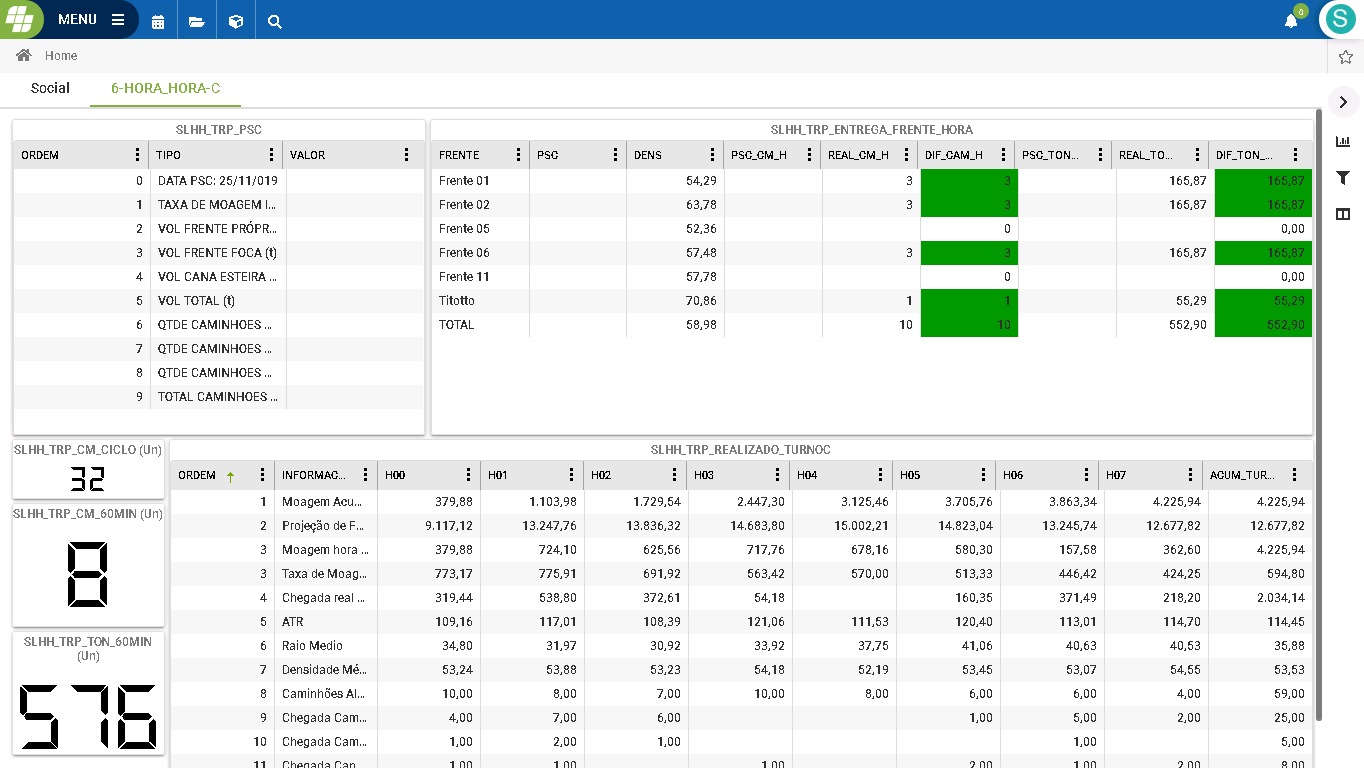 MENU 0 S
Home
Social 6-HORA_HORA-C
SLHH_TRP_PSC
ORDEM TIPO VALOR
0 DATA PSC: 25/11/019
1 TAXA DE MOAGEM I...
2 VOL FRENTE PRÓPR...
3 VOL FRENTE FOCA (t)
4 VOL CANA ESTEIRA ...
5 VOL TOTAL (t)
6 QTDE CAMINHOES ...
7 QTDE CAMINHOES ...
8 QTDE CAMINHOES ...
9 TOTAL CAMINHOES ...
SLHH_TRP_ENTREGA_FRENTE_HORA
FRENTE PSC DENS PSC_CM_H REAL_CM_H DIF_CAM_H PSC_TON... REAL_TO... DIF_TON_...
Frente 01 54,29 3 3 165,87 165,87
Frente 02 63,78 3 3 165,87 165,87
Frente 05 52,36 0 0,00
Frente 06 57,48 3 3 165,87 165,87
Frente 11 57,78 0 0,00
Titotto 70,86 1 1 55,29 55,29
TOTAL 58,98 10 10 552,90 552,90
SLHH_TRP_CM_CICLO (Un)
32
SLHH_TRP_CM_60MIN (Un)
8
SLHH_TRP_TON_60MIN
(Un)
576
SLHH_TRP_REALIZADO_TURNOC
ORDEM INFORMAC... H00 H01 H02 H03 H04 H05 H06 H07 ACUM_TUR...
1 Moagem Acu... 379,88 1.103,98 1.729,54 2.447,30 3.125,46 3.705,76 3.863,34 4.225,94 4.225,94
2 Projeção de F... 9.117,12 13.247,76 13.836,32 14.683,80 15.002,21 14.823,04 13.245,74 12.677,82 12.677,82
3 Moagem hora ... 379,88 724,10 625,56 717,76 678,16 580,30 157,58 362,60 4.225,94
3 Taxa de Moag... 773,17 775,91 691,92 563,42 570,00 513,33 446,42 424,25 594,80
4 Chegada real ... 319,44 538,80 372,61 54,18 160,35 371,49 218,20 2.034,14
5 ATR 109,16 117,01 108,39 121,06 111,53 120,40 113,01 114,70 114,45
6 Raio Medio 34,80 31,97 30,92 33,92 37,75 41,06 40,63 40,53 35,88
7 Densidade Mé... 53,24 53,88 53,23 54,18 52,19 53,45 53,07 54,55 53,53
8 Caminhões Al... 10,00 8,00 7,00 10,00 8,00 6,00 6,00 4,00 59,00
9 Chegada Cam... 4,00 7,00 6,00 1,00 5,00 2,00 25,00
10 Chegada Cam... 1,00 2,00 1,00 1,00 5,00
11 Chegada Can... 1,00 1,00 1,00 2,00 1,00 2,00 8,00